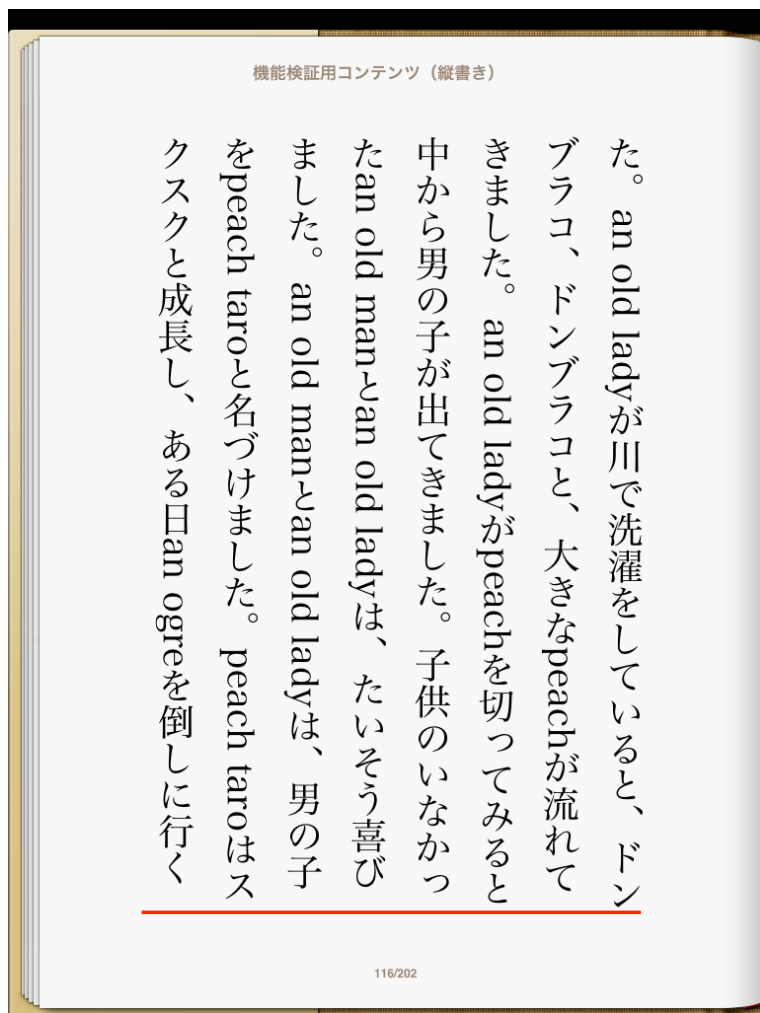 機能検証用コンテンツ（縦書き）
た。an old ladyが川で洗濯をしていると、ドン
ブラコ、ドンブラコと、大きなpeachが流れて
きました。an old ladyがpeachを切ってみると
中から男の子が出てきました。子供のいなかっ
たan old manとan old ladyは、たいそう喜び
ました。an old manとan old ladyは、男の子
をpeach taroと名づけました。peach taroはス
クスクと成長し、ある日an ogreを倒しに行く
116/202